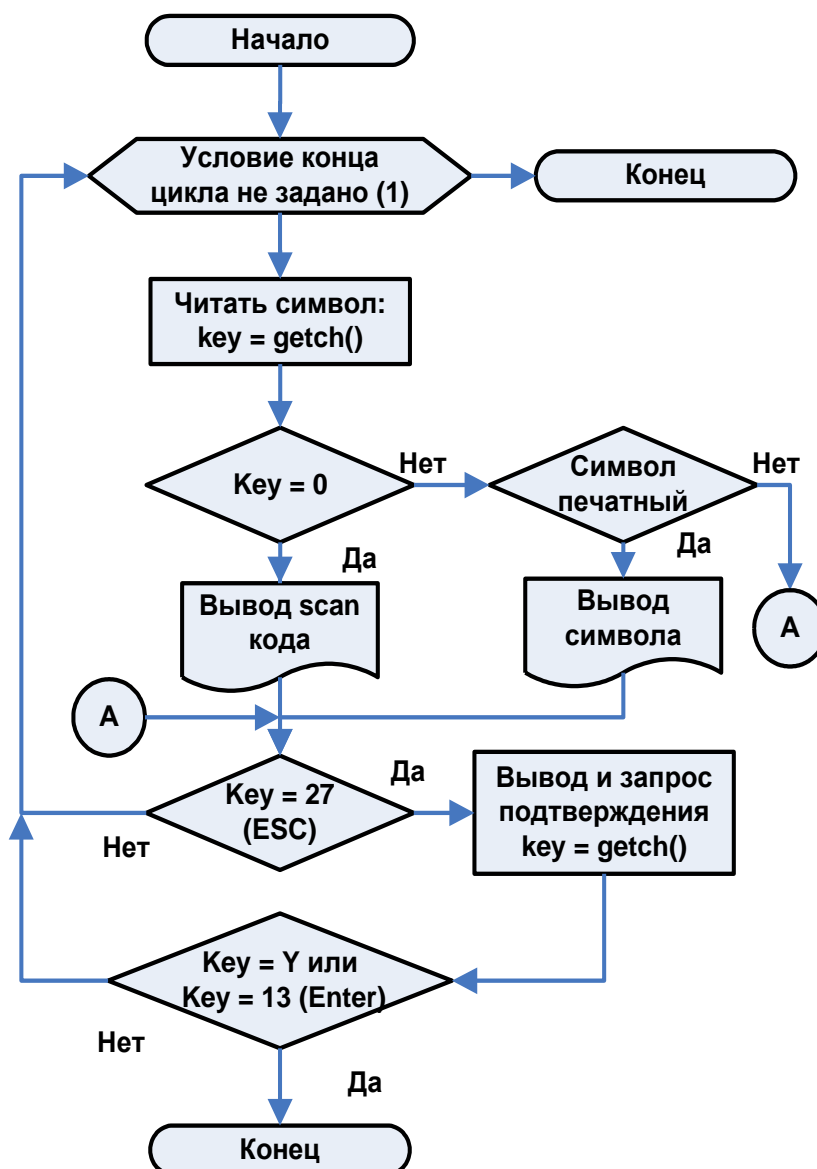 Начало
Условие конца
цикла не задано (1)
Конец
Читать символ:
key = getch()
Key = 0
Нет
Символ
печатный
Нет
Да
Да
Вывод scan
кода
Вывод
символа
А
А
Key = 27
(ESC)
Да
Нет
Вывод и запрос
подтверждения
key = getch()
Key = Y или
Key = 13 (Enter)
Нет
Да
Конец